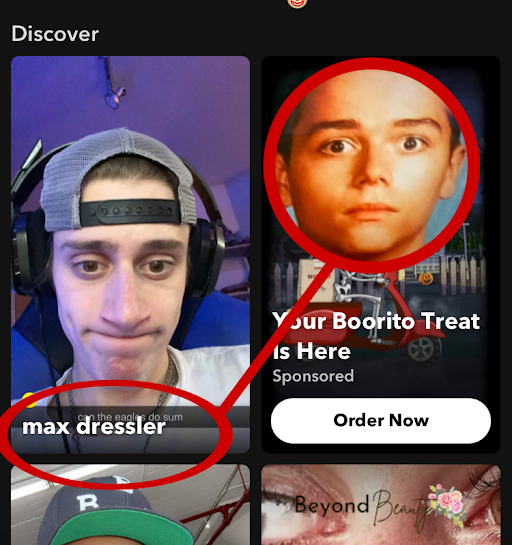 Discover
can the eagles do sum
max dressler
Your Boorito Treat
Is Here
Sponsored
Order Now
R
Beyond Beauty